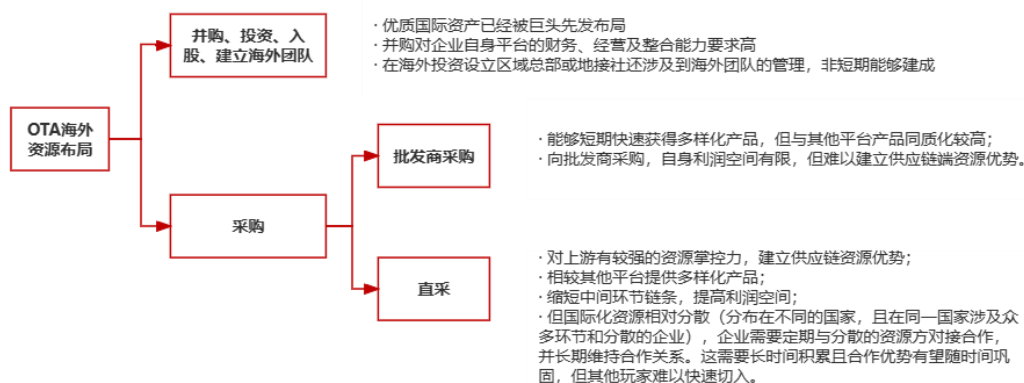 并购、投资、入
股、建立海外团队
· 优质国际资产已经被巨头先发布局
· 并购对企业自身平台的财务、经营及整合能力要求高
· 在海外投资设立区域总部或地接社还涉及到海外团队的管理，非短期能够建成
OTA海外
资源布局
采购
批发商采购
· 能够短期快速获得多样化产品，但与其他平台产品同质化较高；
· 向批发商采购，自身利润空间有限，但难以建立供应链端资源优势。
直采
· 对上游有较强的资源掌控力，建立供应链资源优势；
· 相较其他平台提供多样化产品；
· 缩短中间环节链条，提高利润空间；
· 但国际化资源相对分散（分布在不同的国家，且在同一国家涉及众
多环节和分散的企业），企业需要定期与分散的资源方对接合作，
并长期维持合作关系。这需要长时间积累且合作优势有望随时间巩
固，但其他玩家难以快速切入。